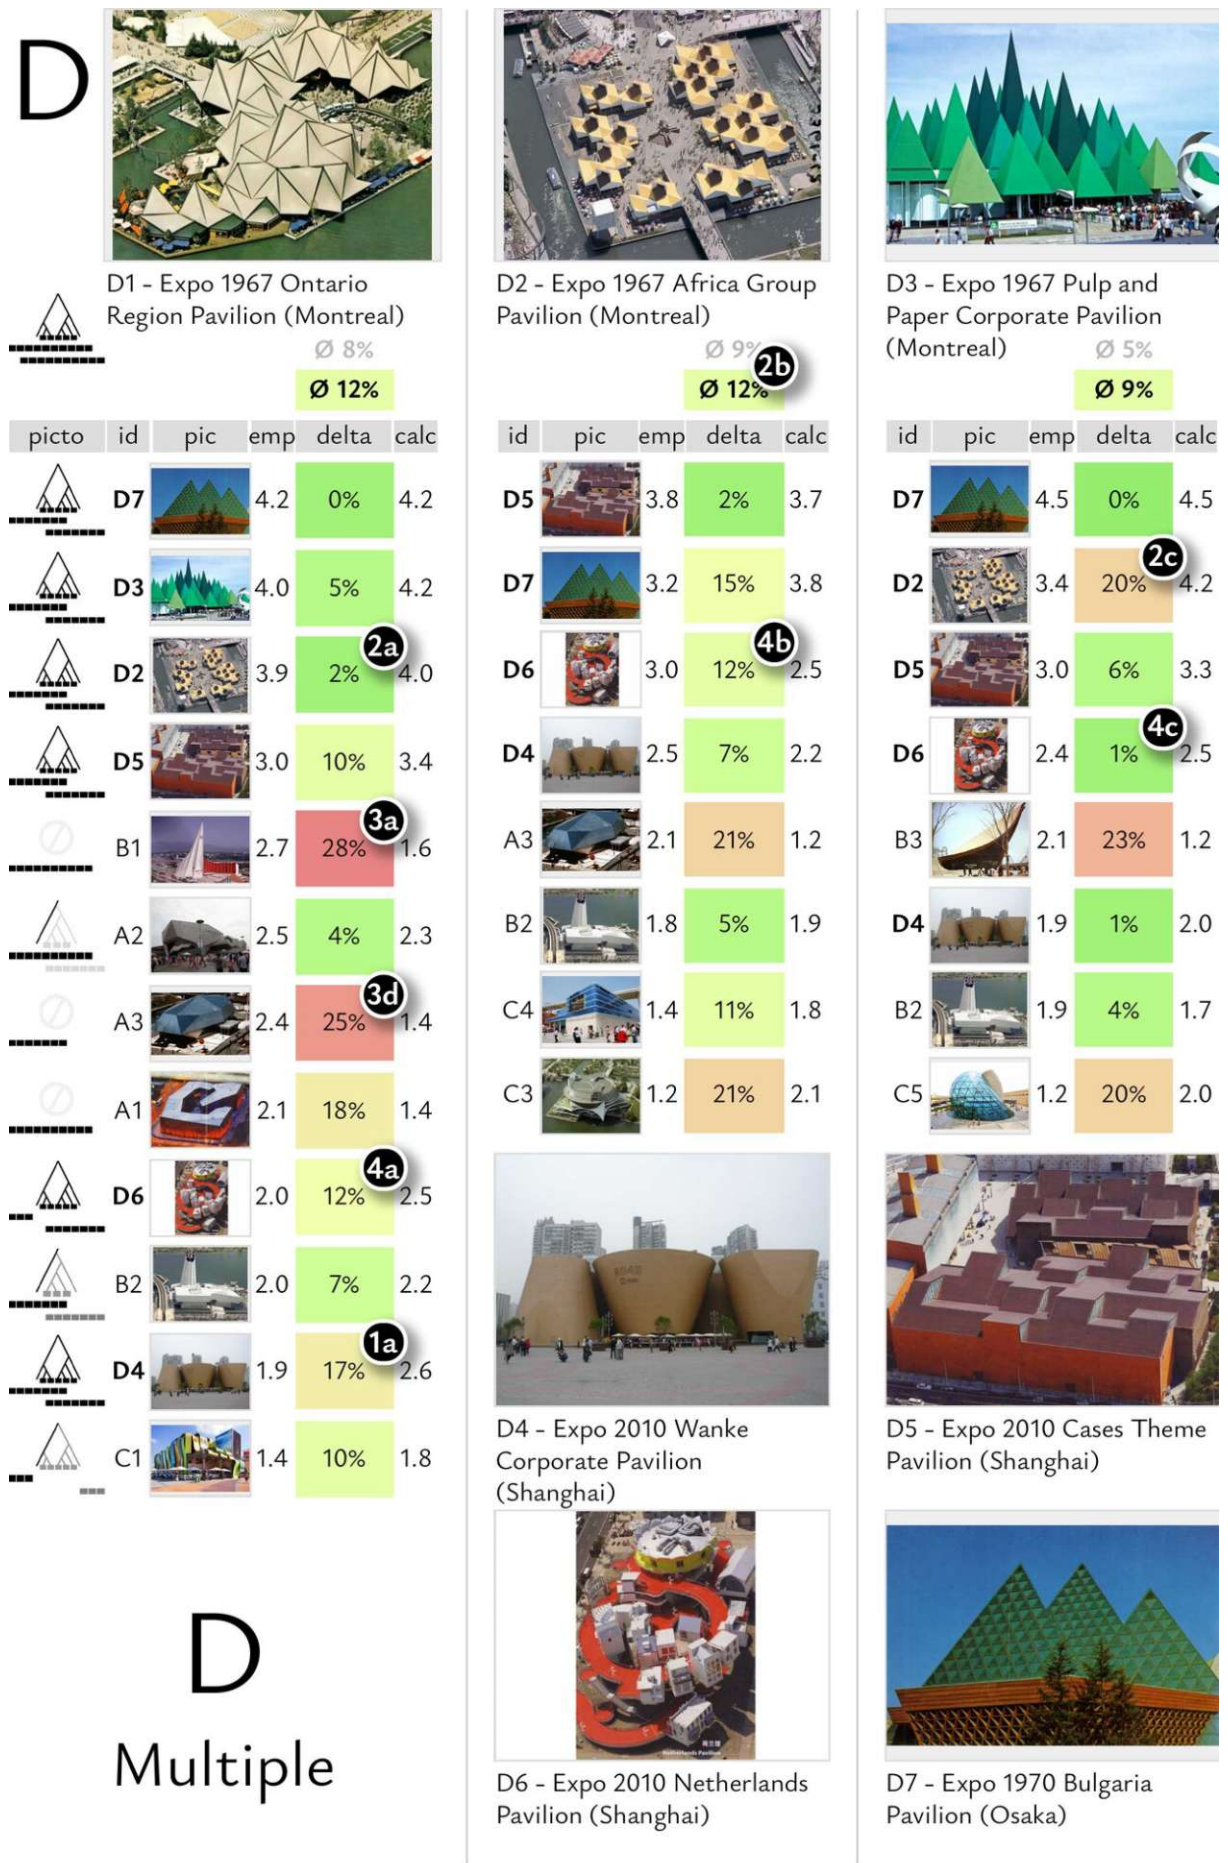 D
D1 - Expo 1967 Ontario
Region Pavilion (Montreal)
Ø 8%
Ø 12%
picto id pic emp delta calc
D7 4.2 0% 4.2
D3 4.0 5% 4.2
2a
D2 3.9 2% 4.0
D5 3.0 10% 3.4
3a
B1 2.7 28% 1.6
A2 2.5 4% 2.3
3d
A3 2.4 25% 1.4
A1 2.1 18% 1.4
4a
D6 2.0 12% 2.5
B2 2.0 7% 2.2
1a
D4 1.9 17% 2.6
C1 1.4 10% 1.8
D
Multiple
D2 - Expo 1967 Africa Group
Pavilion (Montreal)
Ø 9%
2b
Ø 12%
id pic emp delta calc
D5 3.8 2% 3.7
D7 3.2 15% 3.8
4b
D6 3.0 12% 2.5
D4 2.5 7% 2.2
A3 2.1 21% 1.2
B2 1.8 5% 1.9
C4 1.4 11% 1.8
C3 1.2 21% 2.1
D4 - Expo 2010 Wanke
Corporate Pavilion
(Shanghai)
Netherlands Pavilion
D6 - Expo 2010 Netherlands
Pavilion (Shanghai)
D3 - Expo 1967 Pulp and
Paper Corporate Pavilion
(Montreal)
Ø 5%
Ø 9%
id pic emp delta calc
D7 4.5 0% 4.5
2c
D2 3.4 20% 4.2
D5 3.0 6% 3.3
4c
D6 2.4 1% 2.5
B3 2.1 23% 1.2
D4 1.9 1% 2.0
B2 1.9 4% 1.7
C5 1.2 20% 2.0
D5 - Expo 2010 Cases Theme
Pavilion (Shanghai)
D7 - Expo 1970 Bulgaria
Pavilion (Osaka)